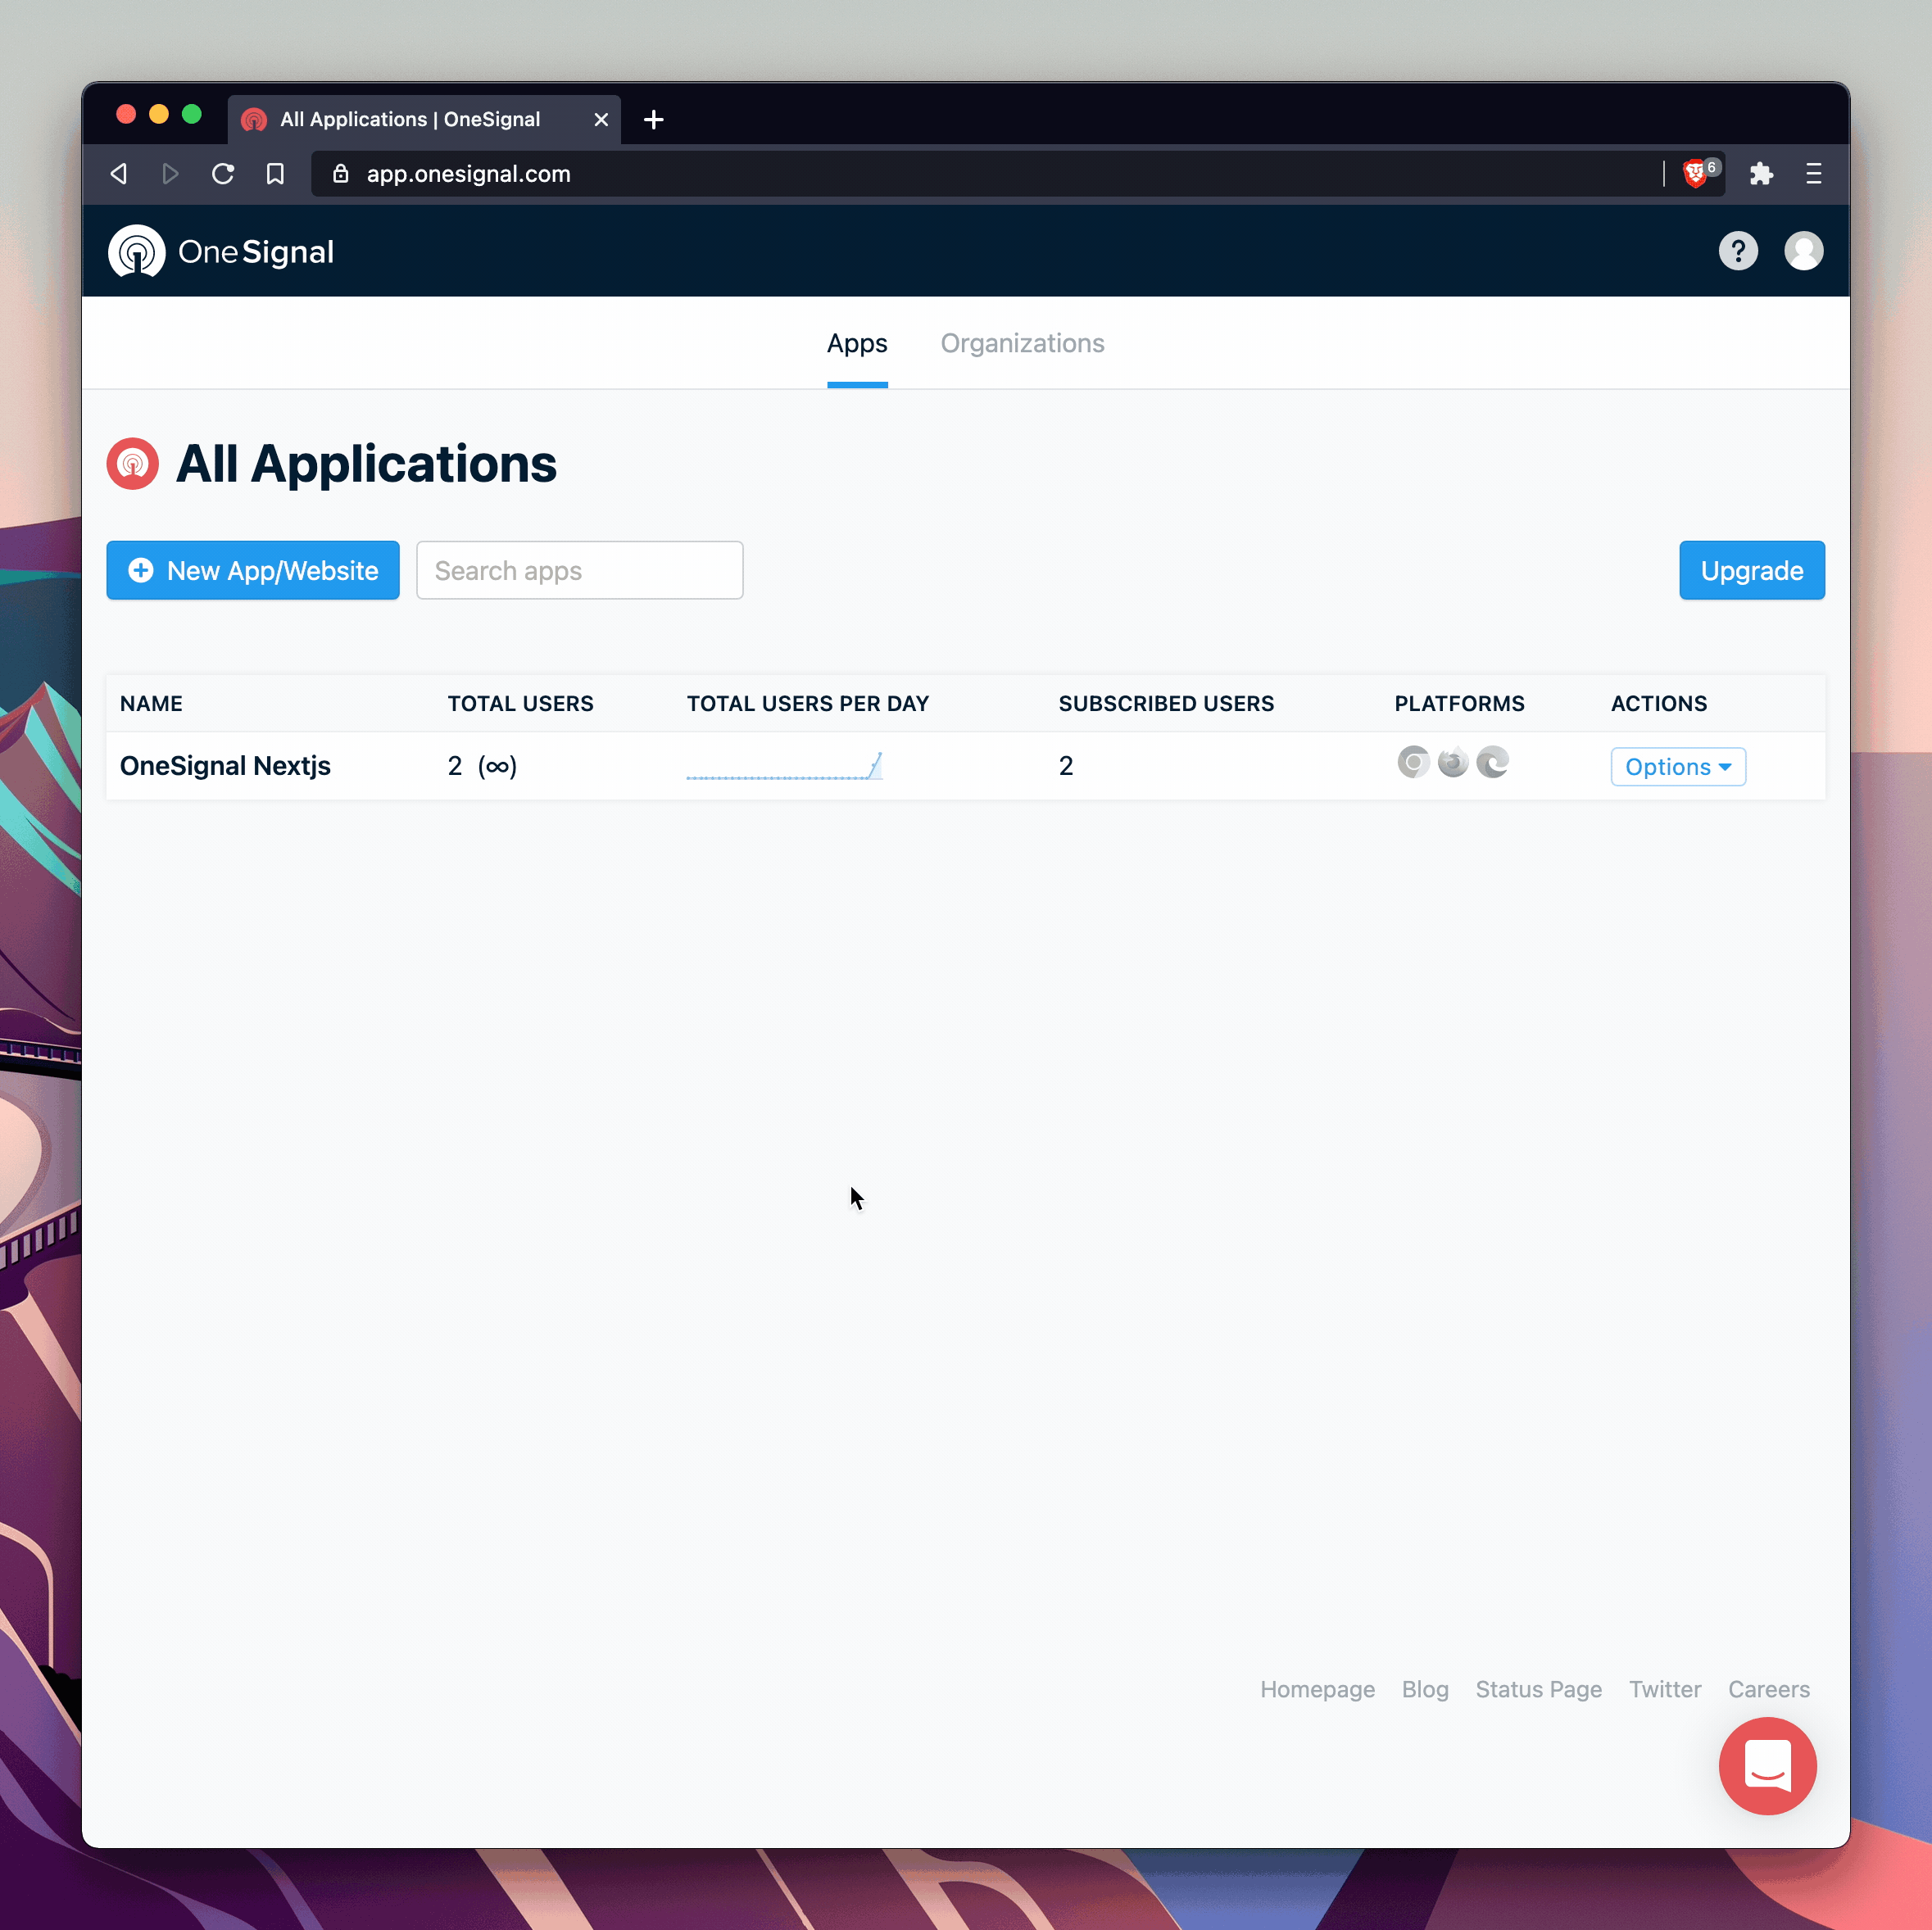 All Applications | OneSignal
app.onesignal.com
6
OneSignal
?
Apps Organizations
All Applications
New App/Website Search apps Upgrade
NAME TOTAL USERS TOTAL USERS PER DAY SUBSCRIBED USERS PLATFORMS ACTIONS
OneSignal Nextjs 2 (∞) 2 Options
Homepage Blog Status Page Twitter Careers